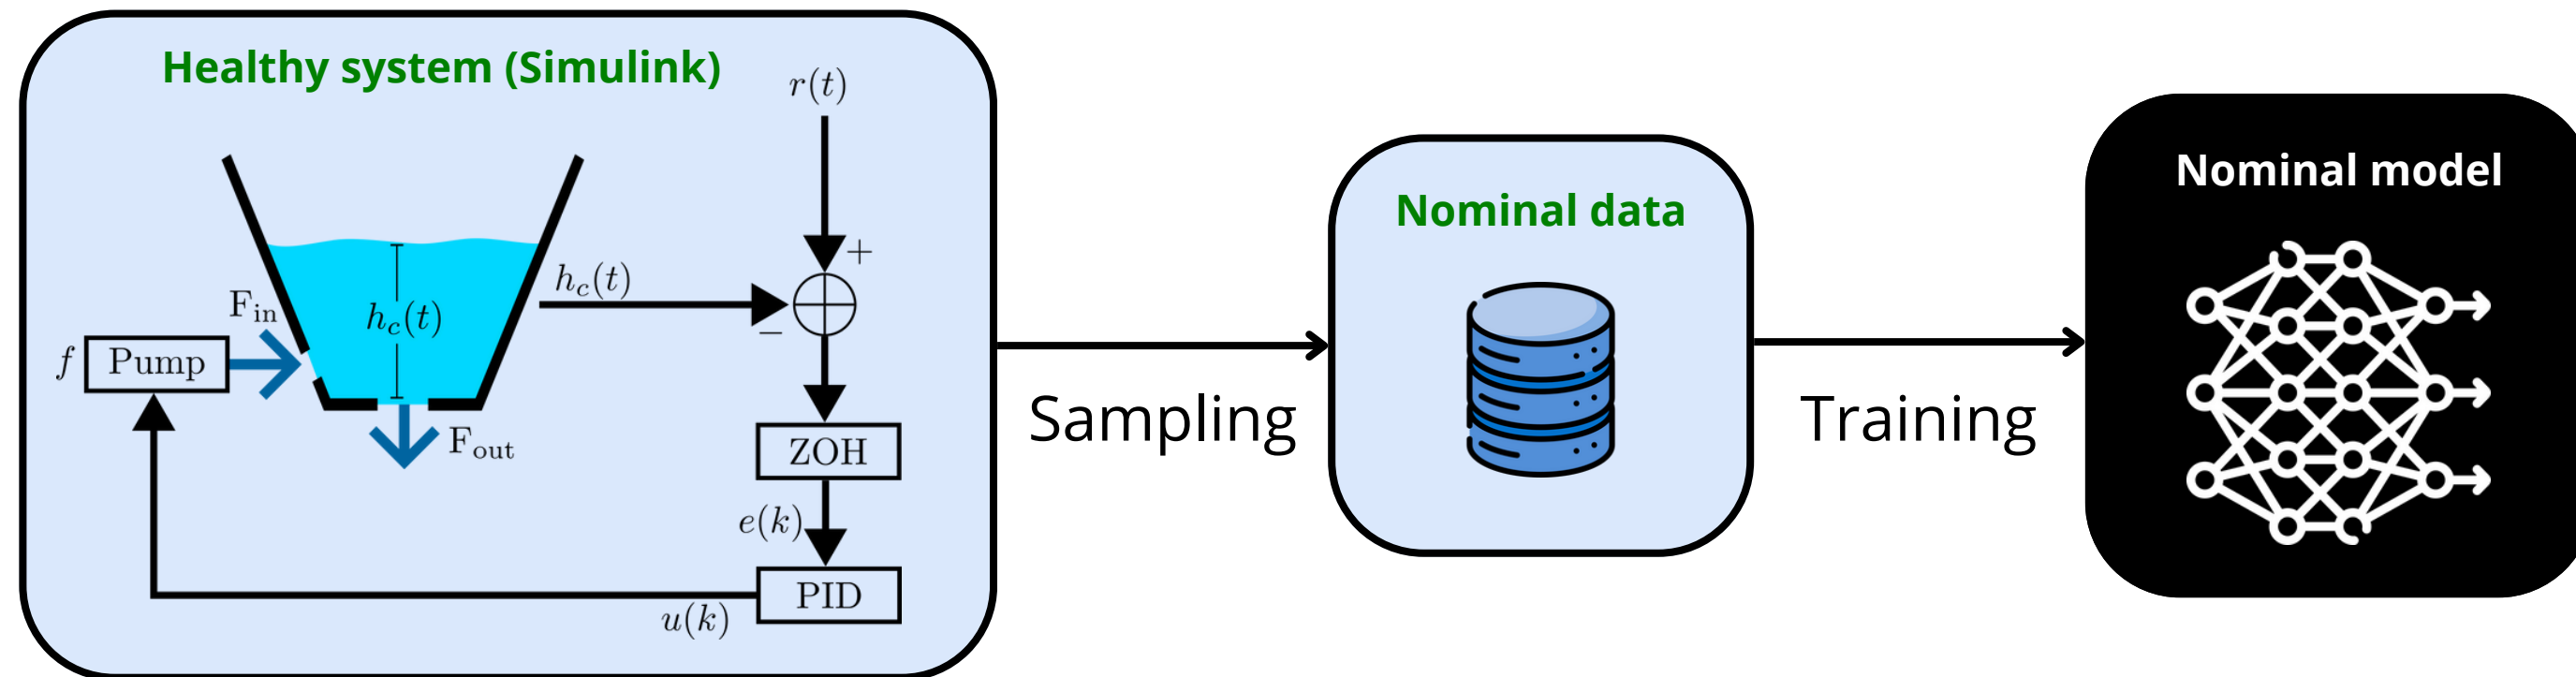 Healthy system (Simulink)
r(t)
+
h_c(t)
−
F_in
h_c(t)
f
Pump
F_out
ZOH
e(k)
PID
u(k)
Sampling
Nominal data
Training
Nominal model